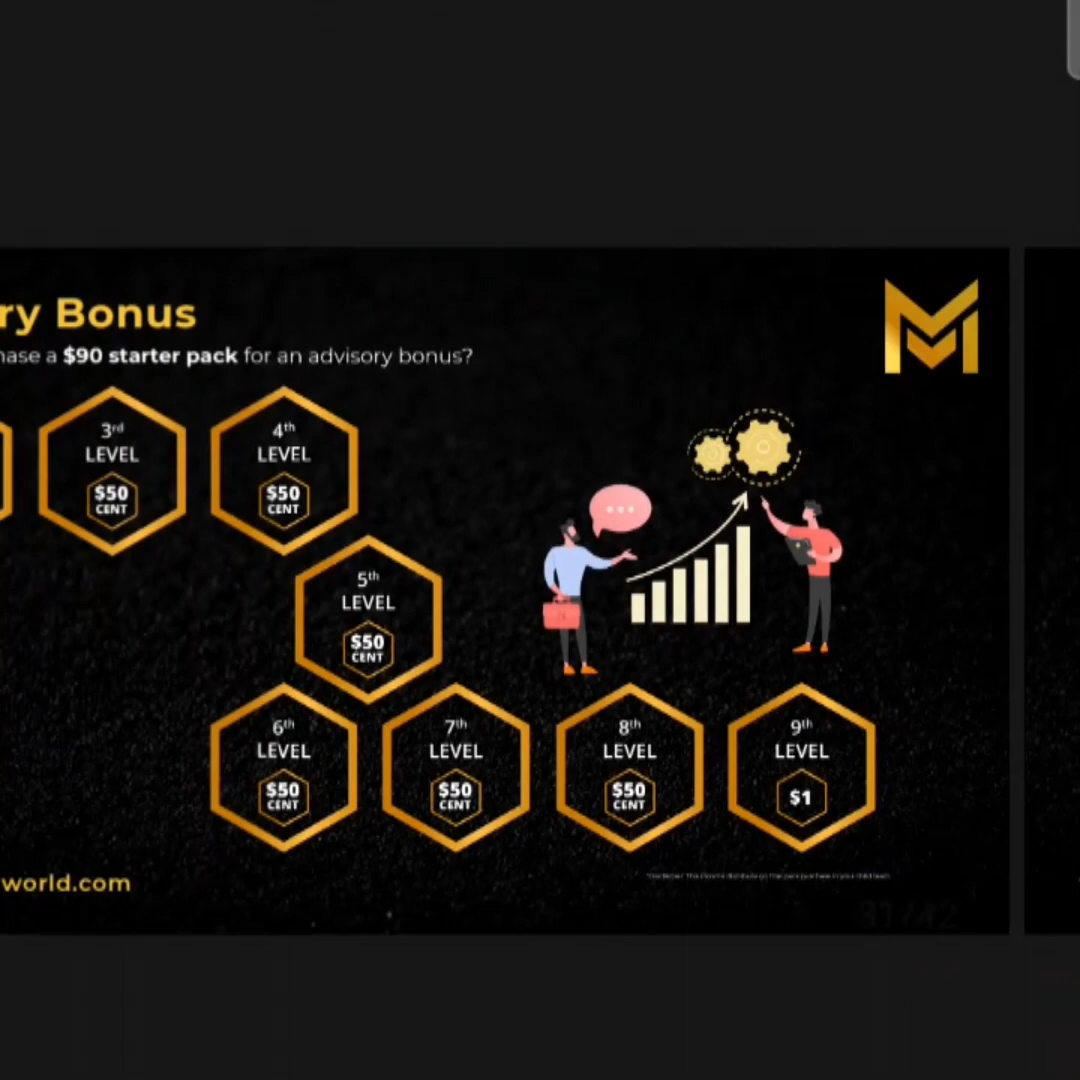 ry Bonus
hase a $90 starter pack for an advisory bonus?
3rd
LEVEL
$50
CENT
4th
LEVEL
$50
CENT
5th
LEVEL
$50
CENT
6th
LEVEL
$50
CENT
7th
LEVEL
$50
CENT
8th
LEVEL
$50
CENT
9th
LEVEL
$1
world.com
31/42